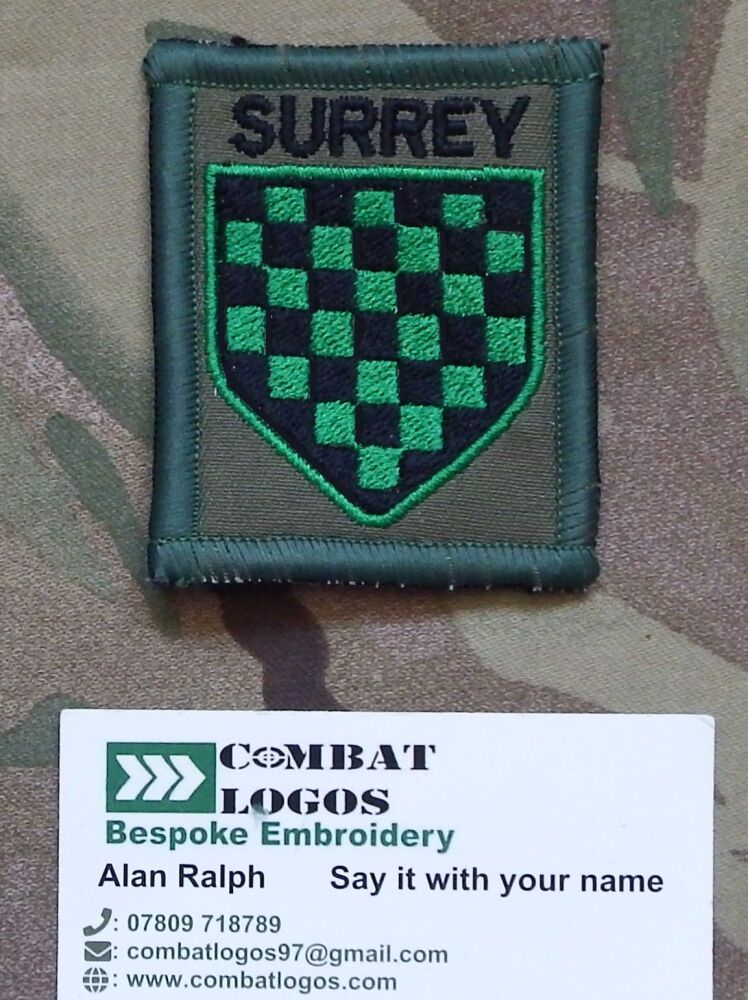 SURREY
COMBAT
LOGOS
Bespoke Embroidery
Alan Ralph Say it with your name
: 07809 718789
: combatlogos97@gmail.com
: www.combatlogos.com